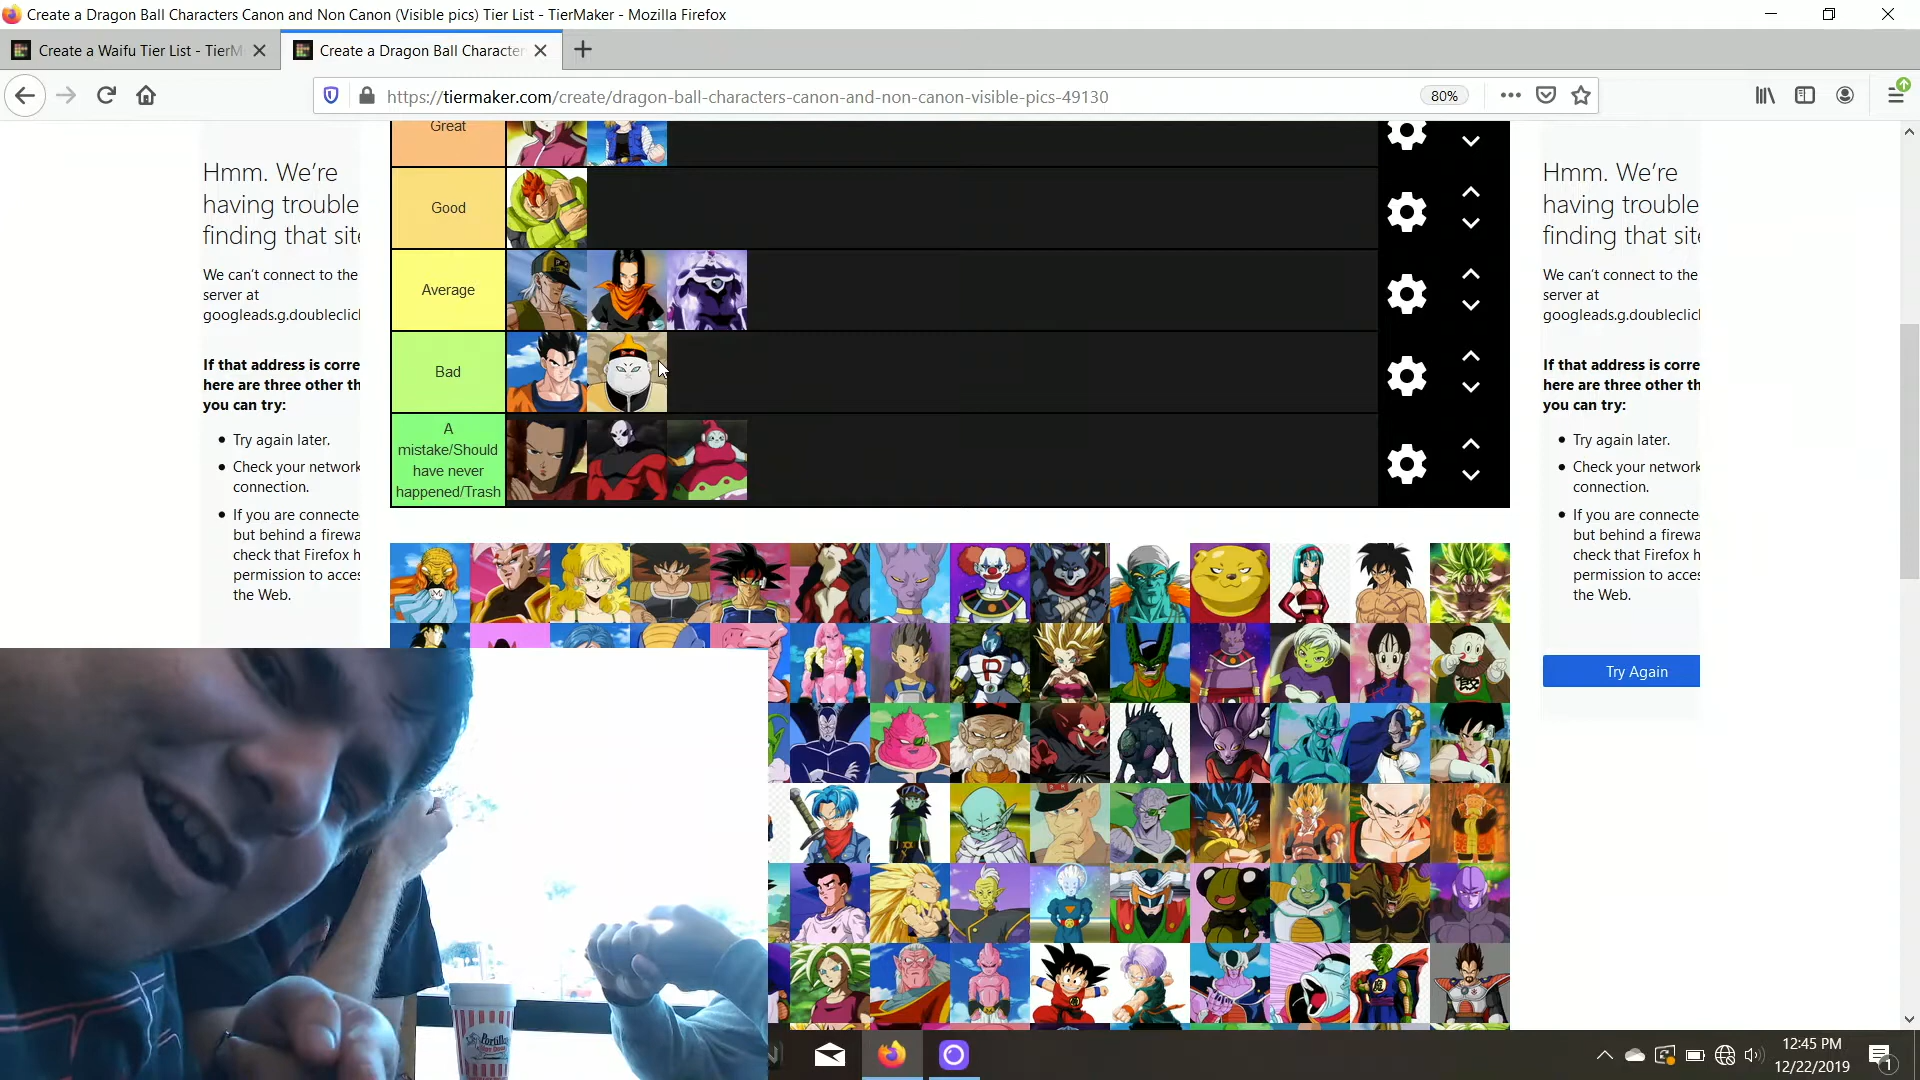 Create a Dragon Ball Characters Canon and Non Canon (Visible pics) Tier List - TierMaker - Mozilla Firefox
Create a Waifu Tier List - TierM
Create a Dragon Ball Character
https://tiermaker.com/create/dragon-ball-characters-canon-and-non-canon-visible-pics-49130
80%
Great
Good
Average
Bad
A
mistake/Should
have never
happened/Trash
Hmm. We're
having trouble
finding that site
We can't connect to the
server at
googleads.g.doubleclic
If that address is corre
here are three other th
you can try:
Try again later.
Check your network
connection.
If you are connecte
but behind a firewa
check that Firefox h
permission to acces
the Web.
Hmm. We're
having trouble
finding that site
We can't connect to the
server at
googleads.g.doubleclic
If that address is corre
here are three other th
you can try:
Try again later.
Check your network
connection.
If you are connecte
but behind a firewa
check that Firefox h
permission to acces
the Web.
Try Again
M
P
Portillo's
Hot Dogs
12:45 PM
12/22/2019
1